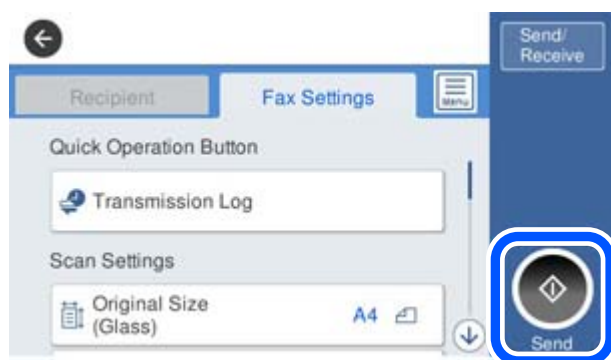 Send/
Receive
Recipient
Fax Settings
Menu
Quick Operation Button
Transmission Log
Scan Settings
Original Size
(Glass)
A4
Send